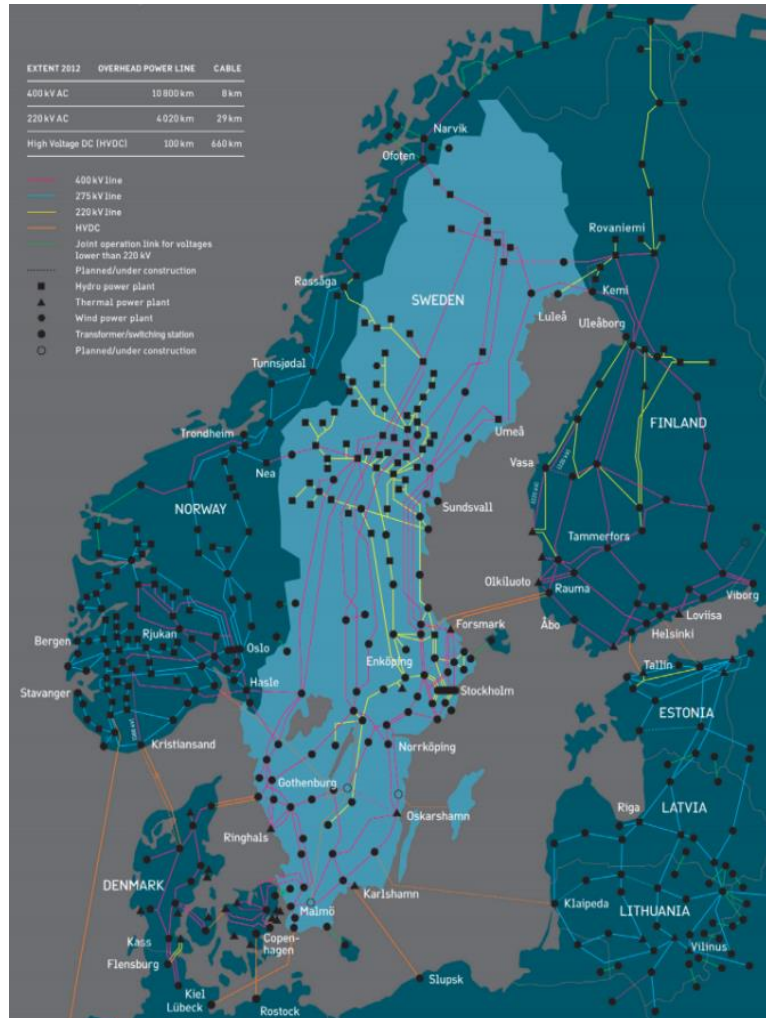 EXTENT 2012 OVERHEAD POWER LINE CABLE
400 kV AC 10 800 km 8 km
220 kV AC 4 020 km 29 km
High Voltage DC (HVDC) 100 km 660 km
400 kV line
275 kV line
220 kV line
HVDC
Joint operation link for voltages
lower than 220 kV
Planned/under construction
Hydro power plant
Thermal power plant
Wind power plant
Transformer/switching station
Planned/under construction
Narvik
Ofoten
Rovaniemi
Røssåga
SWEDEN
Kemi
Luleå
Uleåborg
Tunnsjødal
FINLAND
Umeå
Trondheim
Nea
Vasa
(220 kV)
(220 kV)
NORWAY
Sundsvall
Tammerfors
Olkiluoto
Rauma
Viborg
Forsmark
Loviisa
Bergen
Rjukan
Oslo
Åbo
Helsinki
Enköping
Tallin
Stavanger
Hasle
Stockholm
ESTONIA
(300 kV)
Kristiansand
Norrköping
Gothenburg
LATVIA
Riga
Oskarshamn
Ringhals
DENMARK
Karlshamn
Klaipeda
LITHUANIA
Malmö
Kass
Copen-
hagen
Vilinus
Flensburg
Slupsk
Kiel
Lübeck
Rostock